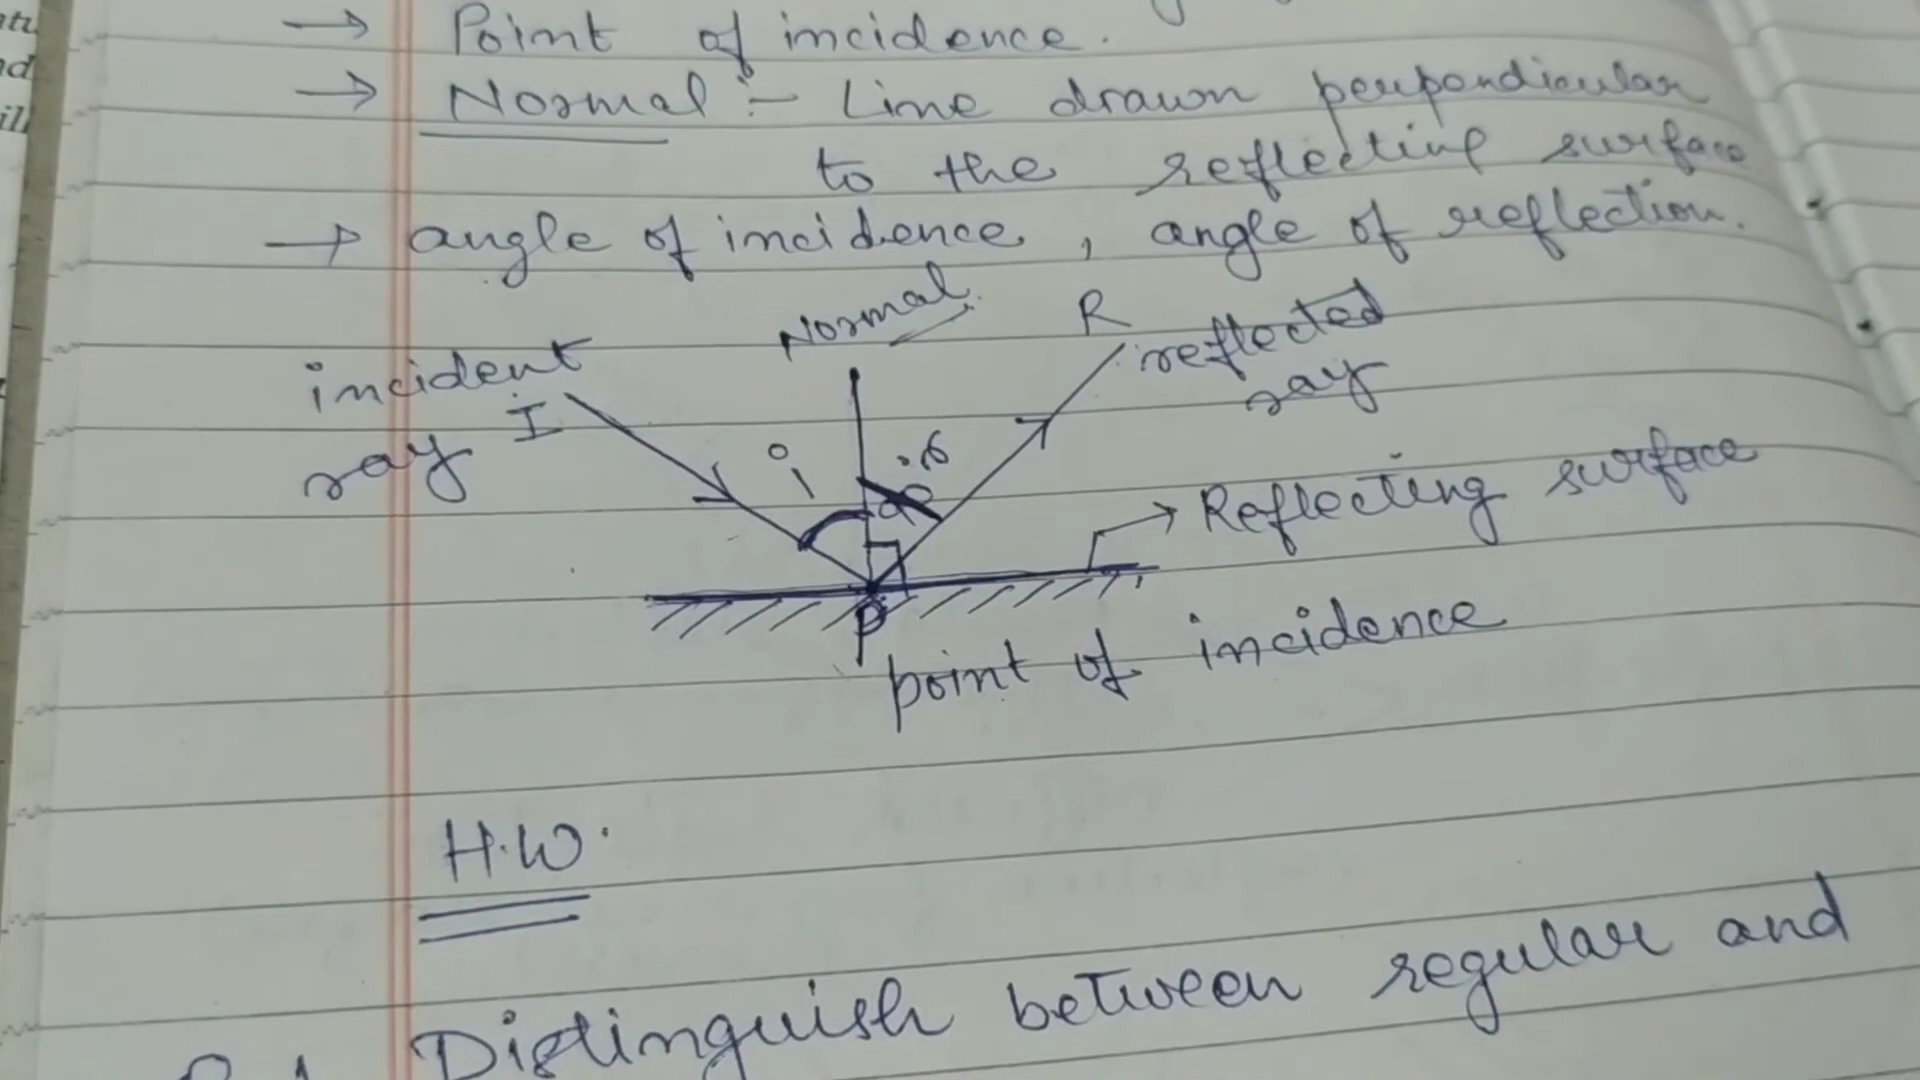 → Point of incidence.
→ Normal :- Line drawn perpendicular
to the reflecting surface
→ angle of incidence, angle of reflection.
Normal
R
reflected
ray
incident
ray I
i
r
→ Reflecting surface
P
point of incidence
H.W.
Distinguish between regular and